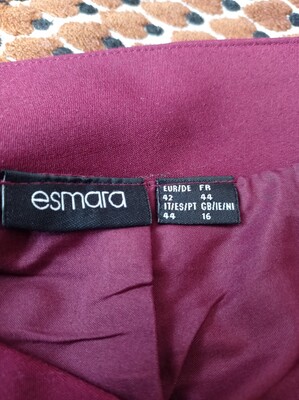 esmara
EUR/DE FR
42 44
IT/ES/PT GB/IE/NI
44 16